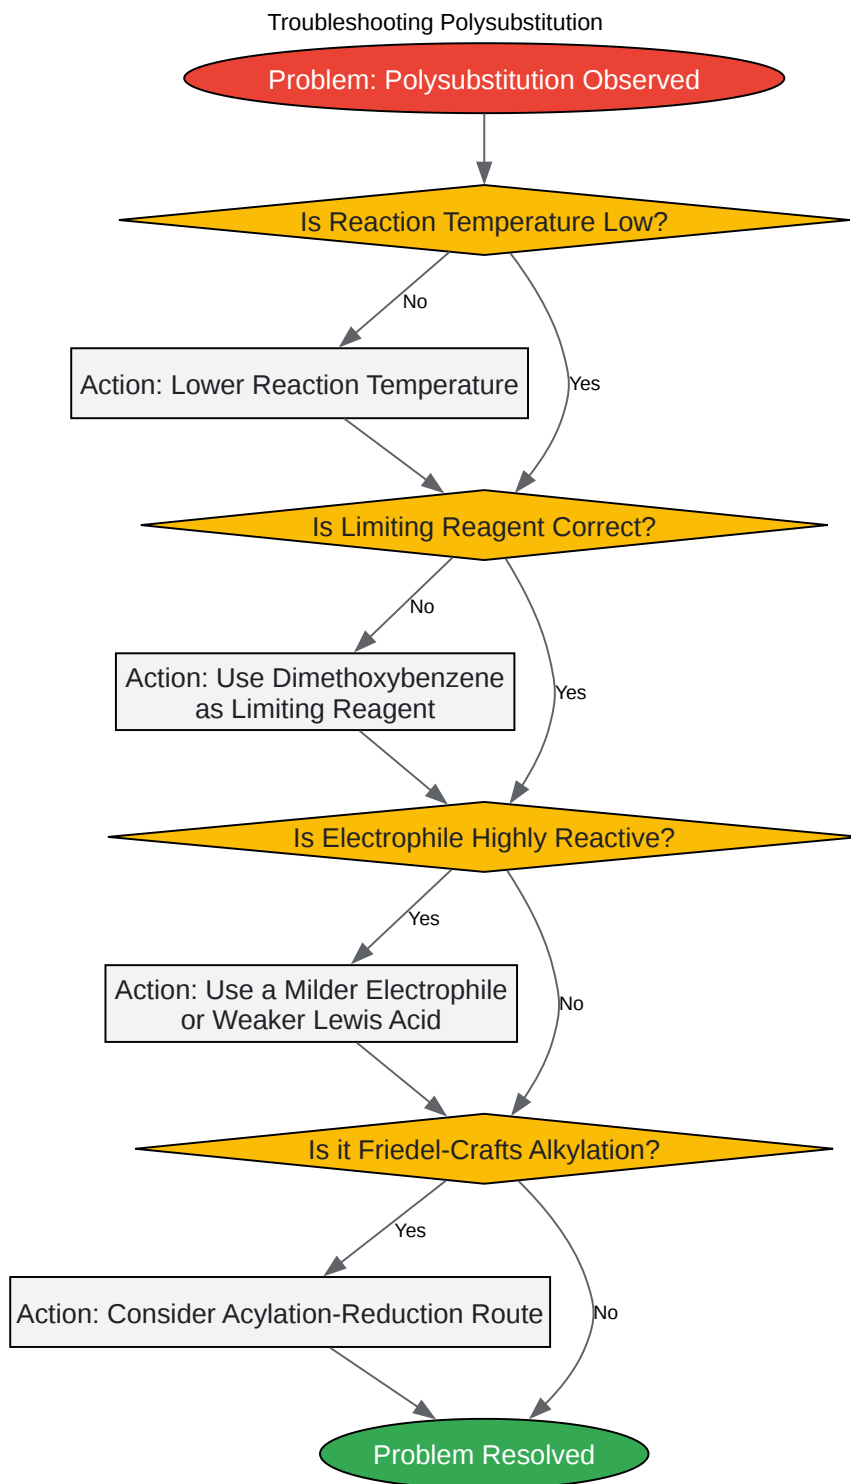 Troubleshooting Polysubstitution
Problem: Polysubstitution Observed
Is Reaction Temperature Low?
No
Action: Lower Reaction Temperature
Yes
Is Limiting Reagent Correct?
No
Action: Use Dimethoxybenzene
as Limiting Reagent
Yes
Is Electrophile Highly Reactive?
Yes
Action: Use a Milder Electrophile
or Weaker Lewis Acid
No
Is it Friedel-Crafts Alkylation?
Yes
Action: Consider Acylation-Reduction Route
No
Problem Resolved